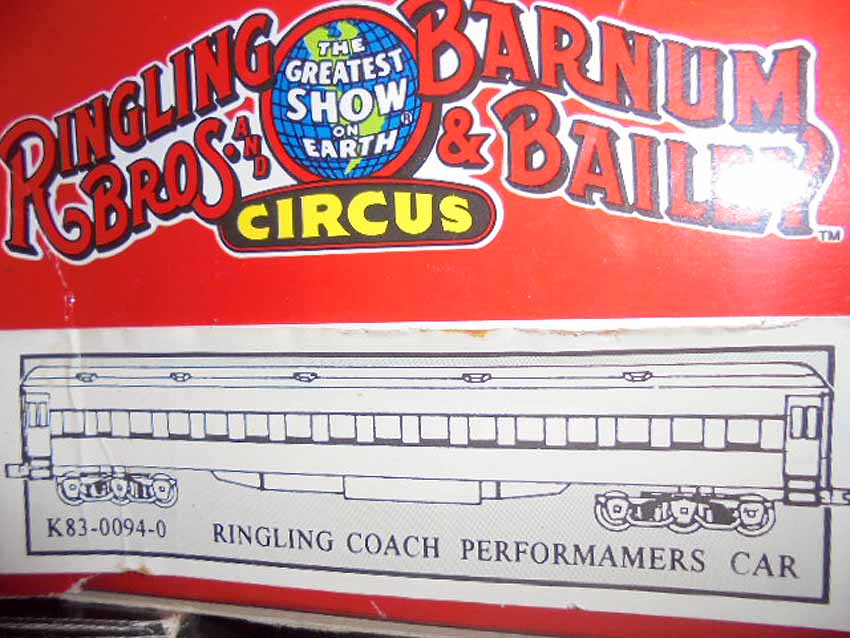 RINGLING
BROS. AND
THE
GREATEST
SHOW
ON
EARTH®
BARNUM
& BAILEY
CIRCUS
TM
K83-0094-0
RINGLING COACH PERFORMAMERS CAR